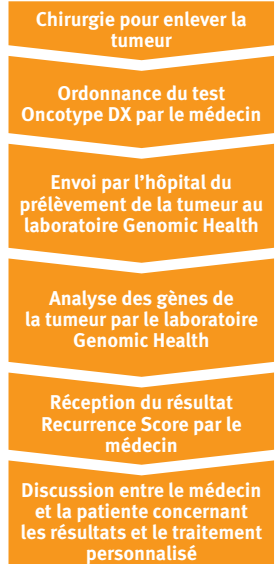 Chirurgie pour enlever la
tumeur
Ordonnance du test
Oncotype DX par le médecin
Envoi par l'hôpital du
prélèvement de la tumeur au
laboratoire Genomic Health
Analyse des gènes de
la tumeur par le laboratoire
Genomic Health
Réception du résultat
Recurrence Score par le
médecin
Discussion entre le médecin
et la patiente concernant
les résultats et le traitement
personnalisé